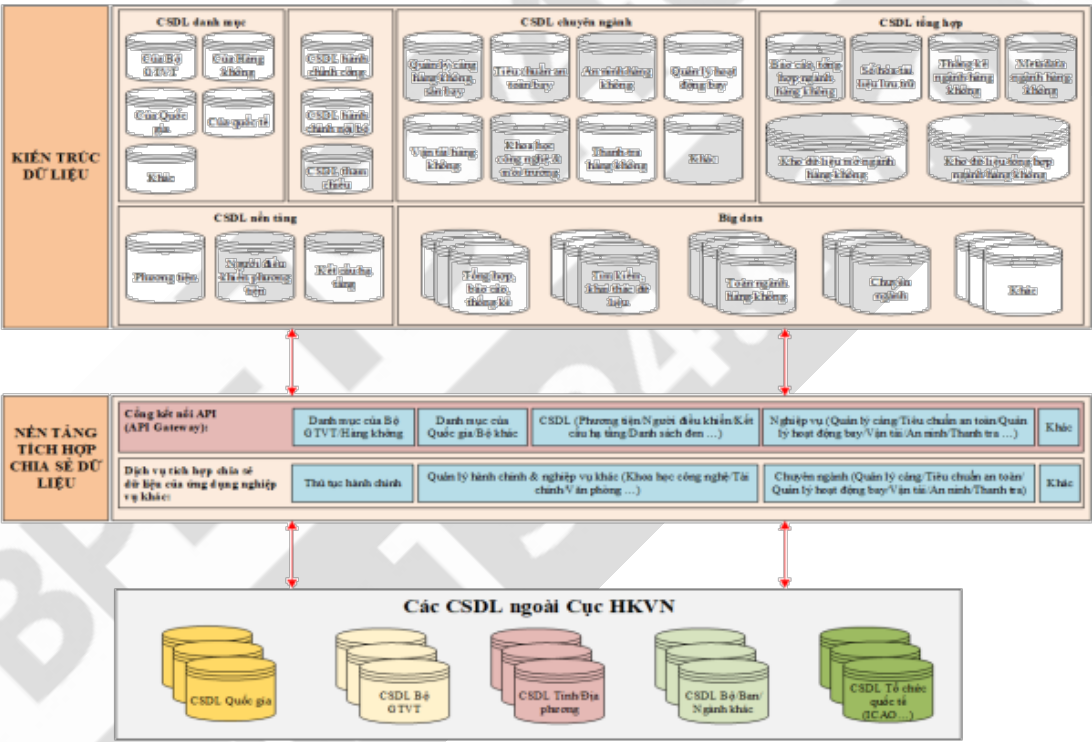 CSDL danh mục
Của Bộ
GTVT
Của Hàng
không
Của Quốc
gia
Của quốc tế
Khác
CSDL hành
chính công
CSDL hành
chính nội bộ
CSDL tham
chiếu
CSDL chuyên ngành
Quản lý cảng
hàng không,
sân bay
Tiêu chuẩn an
toàn bay
An ninh hàng
không
Quản lý hoạt
động bay
Vận tải hàng
không
Khoa học
công nghệ &
môi trường
Thanh tra
hàng không
Khác
CSDL tổng hợp
Báo cáo, tổng
hợp ngành
hàng không
Số hóa tài
liệu lưu trữ
Thống kê
ngành hàng
không
Metadata
ngành hàng
không
Kho dữ liệu mở ngành
hàng không
Kho dữ liệu tổng hợp
ngành hàng không
KIẾN TRÚC
DỮ LIỆU
CSDL nền tảng
Phương tiện
Người điều
khiển phương
tiện
Kết cấu hạ
tầng
Big data
Tổng hợp,
báo cáo,
thống kê
Tìm kiếm,
khai thác dữ
liệu
Toàn ngành
hàng không
Chuyên
ngành
Khác
NỀN TẢNG
TÍCH HỢP
CHIA SẺ DỮ
LIỆU
Cổng kết nối API
(API Gateway):
Danh mục của Bộ
GTVT/Hàng không
Danh mục của
Quốc gia/Bộ khác
CSDL (Phương tiện/Người điều khiển/Kết
cấu hạ tầng/Danh sách đen …)
Nghiệp vụ (Quản lý cảng/Tiêu chuẩn an toàn/Quản
lý hoạt động bay/Vận tải/An ninh/Thanh tra …)
Khác
Dịch vụ tích hợp chia sẻ
dữ liệu của ứng dụng nghiệp
vụ khác:
Thủ tục hành chính
Quản lý hành chính & nghiệp vụ khác (Khoa học công nghệ/Tài
chính/Văn phòng …)
Chuyên ngành (Quản lý cảng/Tiêu chuẩn an toàn/
Quản lý hoạt động bay/Vận tải/An ninh/Thanh tra)
Khác
Các CSDL ngoài Cục HKVN
CSDL Quốc gia
CSDL Bộ
GTVT
CSDL Tỉnh/Địa
phương
CSDL Bộ/Ban/
Ngành khác
CSDL Tổ chức
quốc tế
(ICAO…)